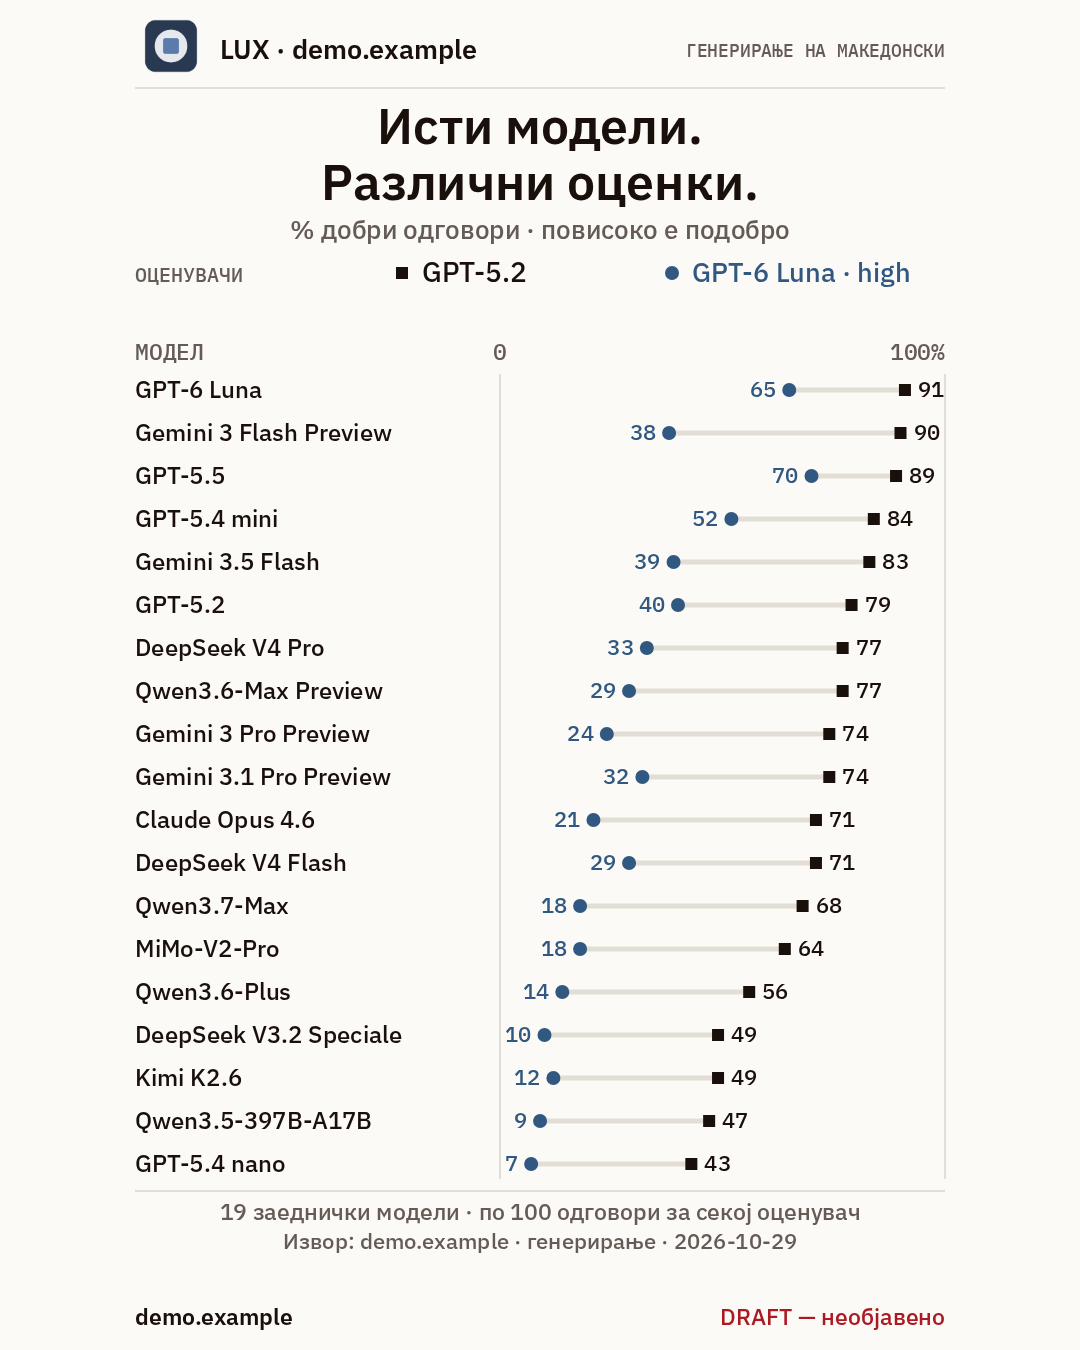 LUX · demo.example
ГЕНЕРИРАЊЕ НА МАКЕДОНСКИ
Исти модели.
Различни оценки.
% добри одговори · повисоко е подобро
ОЦЕНУВАЧИ GPT-5.2 GPT-6 Luna · high
МОДЕЛ 0 100%
GPT-6 Luna 65 91
Gemini 3 Flash Preview 38 90
GPT-5.5 70 89
GPT-5.4 mini 52 84
Gemini 3.5 Flash 39 83
GPT-5.2 40 79
DeepSeek V4 Pro 33 77
Qwen3.6-Max Preview 29 77
Gemini 3 Pro Preview 24 74
Gemini 3.1 Pro Preview 32 74
Claude Opus 4.6 21 71
DeepSeek V4 Flash 29 71
Qwen3.7-Max 18 68
MiMo-V2-Pro 18 64
Qwen3.6-Plus 14 56
DeepSeek V3.2 Speciale 10 49
Kimi K2.6 12 49
Qwen3.5-397B-A17B 9 47
GPT-5.4 nano 7 43
19 заеднички модели · по 100 одговори за секој оценувач
Извор: demo.example · генерирање · 2026-10-29
demo.example
DRAFT — необјавено